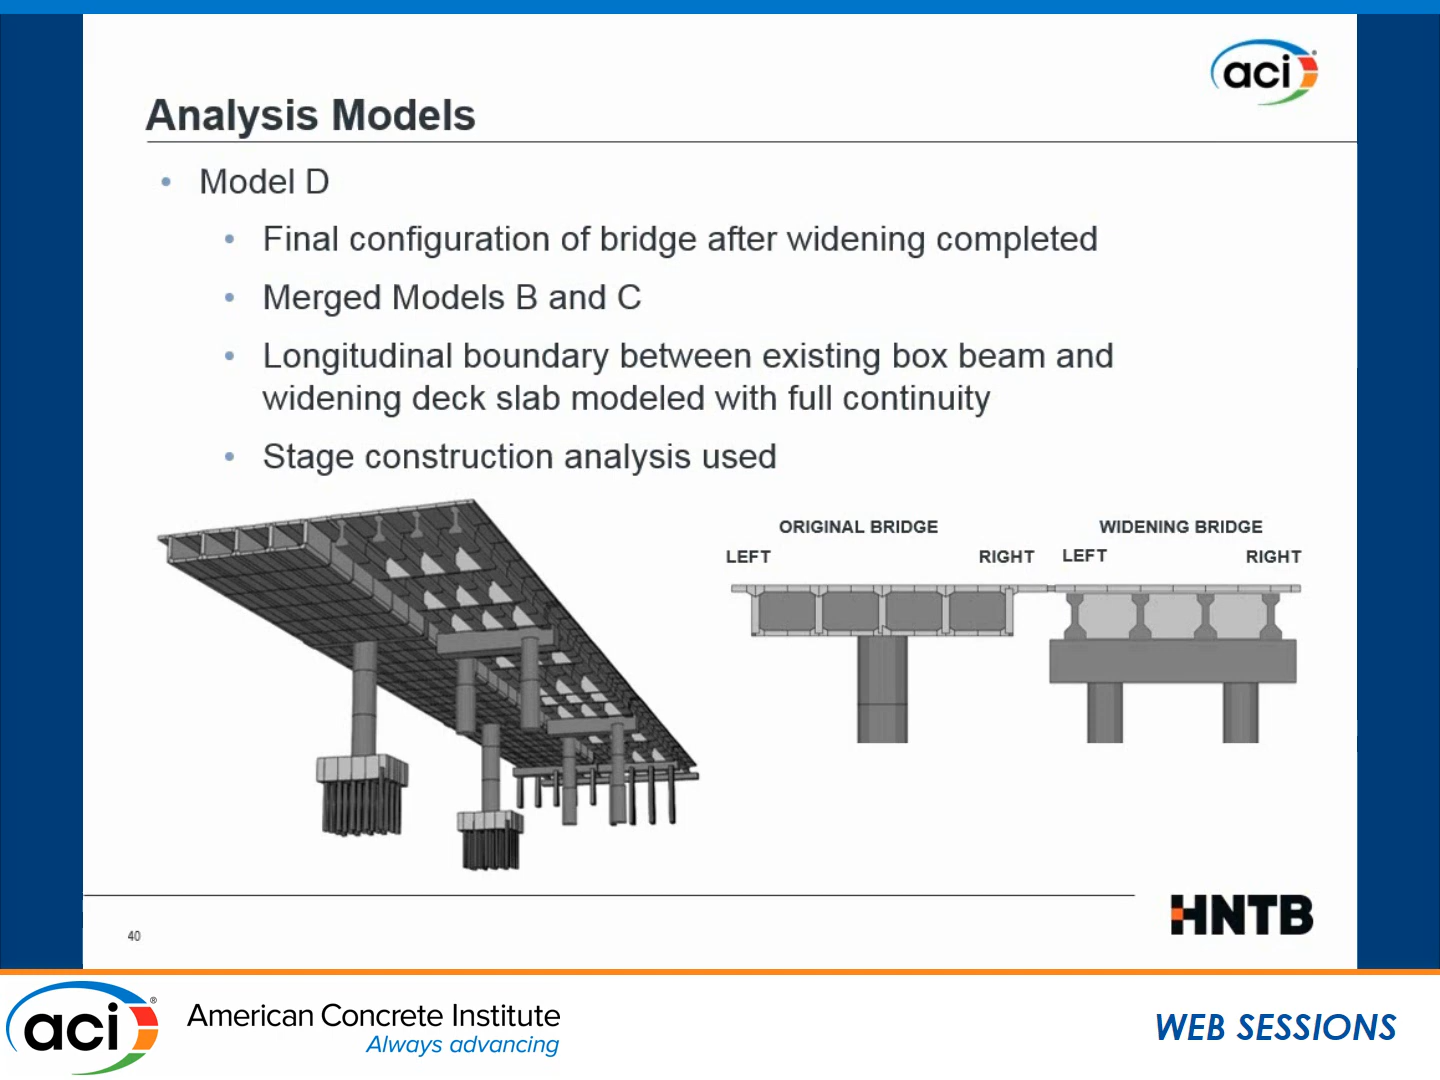 aci
Analysis Models
• Model D
• Final configuration of bridge after widening completed
• Merged Models B and C
• Longitudinal boundary between existing box beam and
widening deck slab modeled with full continuity
• Stage construction analysis used
ORIGINAL BRIDGE
WIDENING BRIDGE
LEFT
RIGHT
LEFT
RIGHT
HNTB
40
aci®
American Concrete Institute
Always advancing
WEB SESSIONS